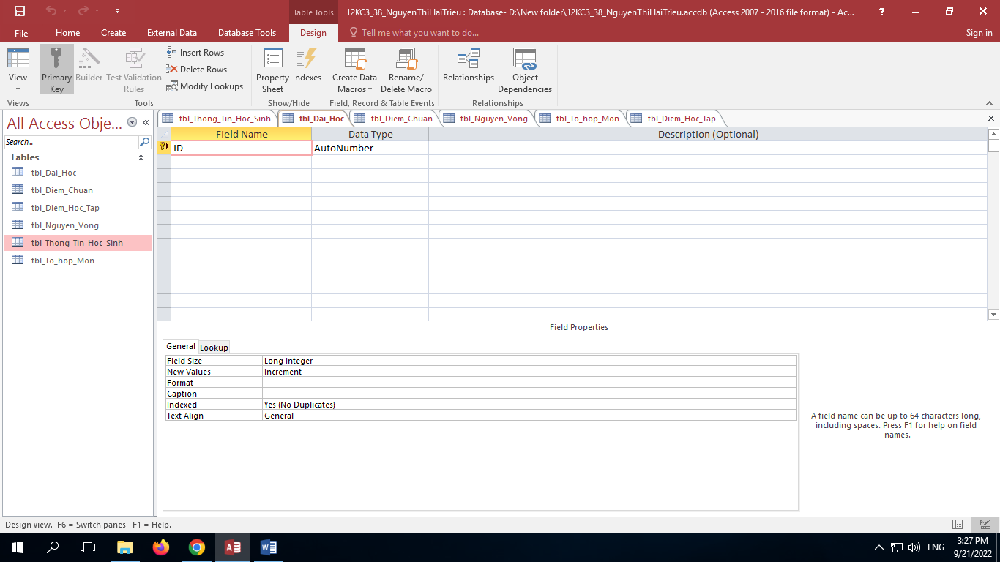 Table Tools
12KC3_38_NguyenThiHaiTrieu : Database- D:\New folder\12KC3_38_NguyenThiHaiTrieu.accdb (Access 2007 - 2016 file format) - Ac...
?
File Home Create External Data Database Tools Design Tell me what you want to do... Sign in
View
Primary Key
Builder
Test Validation Rules
Insert Rows
Delete Rows
Modify Lookups
Property Sheet
Indexes
Create Data Macros
Rename/ Delete Macro
Relationships
Object Dependencies
Views Tools Show/Hide Field, Record & Table Events Relationships
All Access Obje...
Search...
Tables
tbl_Dai_Hoc
tbl_Diem_Chuan
tbl_Diem_Hoc_Tap
tbl_Nguyen_Vong
tbl_Thong_Tin_Hoc_Sinh
tbl_To_hop_Mon
tbl_Thong_Tin_Hoc_Sinh tbl_Dai_Hoc tbl_Diem_Chuan tbl_Nguyen_Vong tbl_To_hop_Mon tbl_Diem_Hoc_Tap
Field Name Data Type Description (Optional)
ID AutoNumber
Field Properties
General Lookup
Field Size Long Integer
New Values Increment
Format
Caption
Indexed Yes (No Duplicates)
Text Align General
A field name can be up to 64 characters long,
including spaces. Press F1 for help on field
names.
Design view. F6 = Switch panes. F1 = Help.
ENG
3:27 PM
9/21/2022